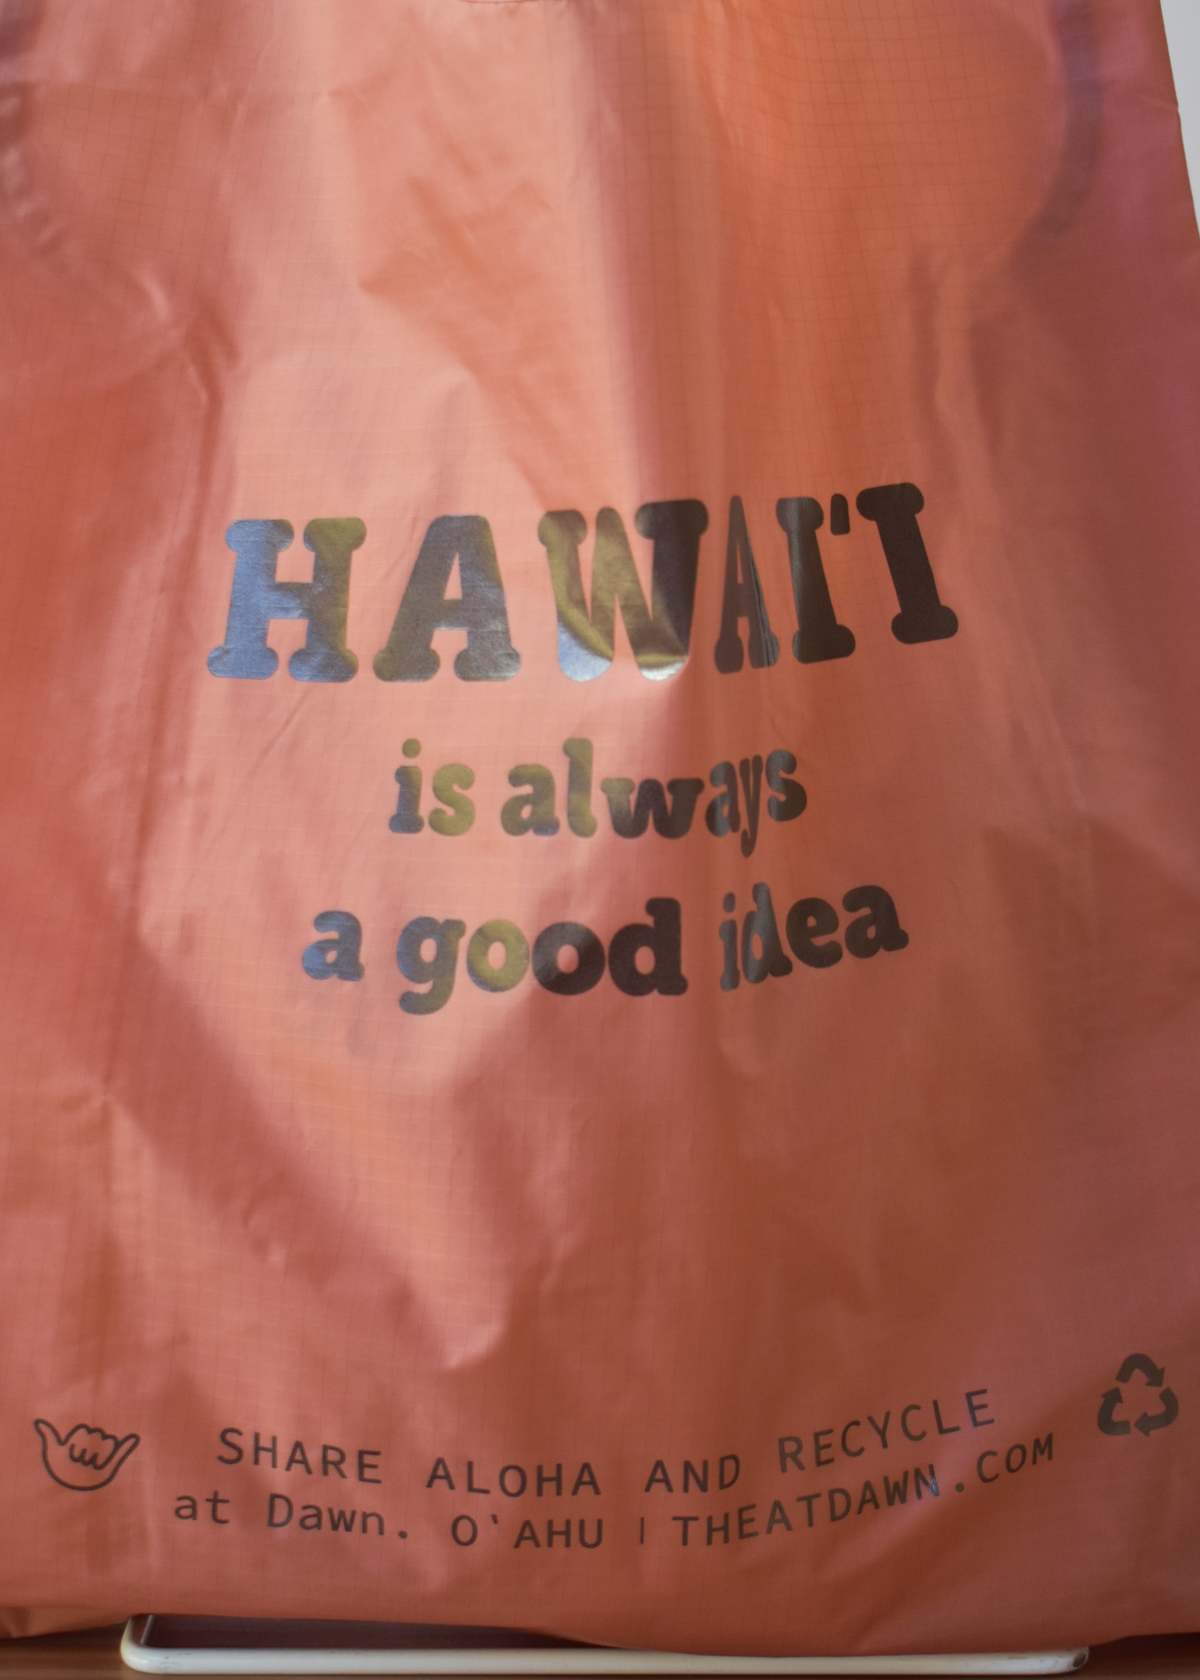 HAWAI'I
is always
a good idea
SHARE ALOHA AND RECYCLE
at Dawn. O'AHU | THEATDAWN.COM